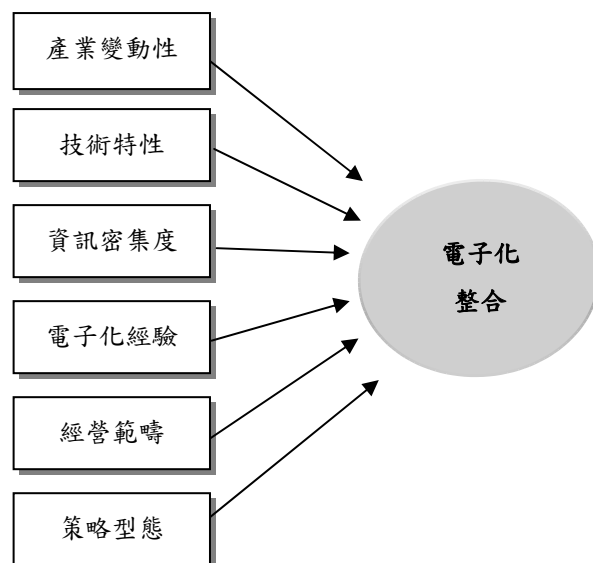 產業變動性
技術特性
資訊密集度
電子化經驗
經營範疇
策略型態
電子化
整合